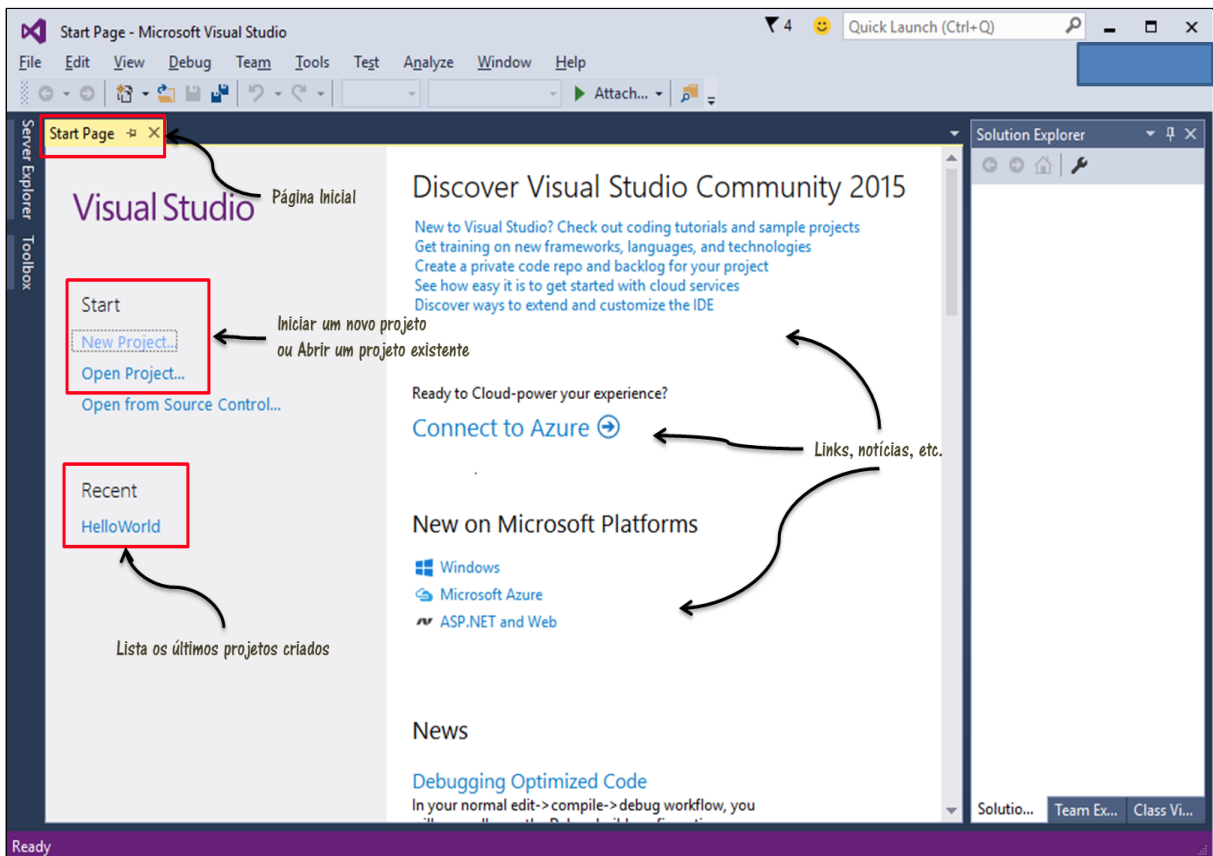 Start Page - Microsoft Visual Studio
4
Quick Launch (Ctrl+Q)
File Edit View Debug Team Tools Test Analyze Window Help
Attach...
Server Explorer
Toolbox
Start Page
Solution Explorer
Página Inicial
Visual Studio
Start
New Project...
Open Project...
Open from Source Control...
Iniciar um novo projeto
ou Abrir um projeto existente
Recent
HelloWorld
Lista os últimos projetos criados
Discover Visual Studio Community 2015
New to Visual Studio? Check out coding tutorials and sample projects
Get training on new frameworks, languages, and technologies
Create a private code repo and backlog for your project
See how easy it is to get started with cloud services
Discover ways to extend and customize the IDE
Ready to Cloud-power your experience?
Connect to Azure
Links, notícias, etc.
New on Microsoft Platforms
Windows
Microsoft Azure
ASP.NET and Web
News
Debugging Optimized Code
In your normal edit->compile->debug workflow, you
Solutio... Team Ex... Class Vi...
Ready